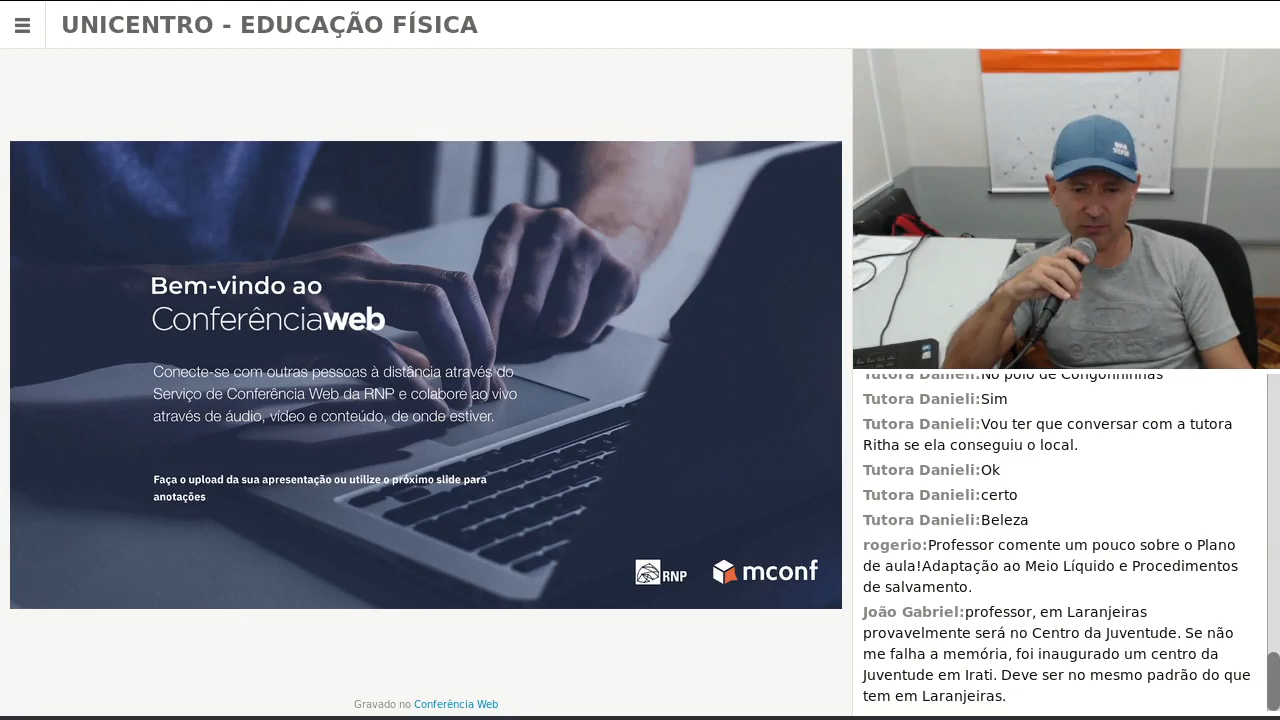 UNICENTRO - EDUCAÇÃO FÍSICA
Bem-vindo ao
Conferênciaweb
Conecte-se com outras pessoas à distância através do
Serviço de Conferência Web da RNP e colabore ao vivo
através de áudio, vídeo e conteúdo, de onde estiver.
Faça o upload da sua apresentação ou utilize o próximo slide para
anotações
RNP
mconf
Gravado no Conferência Web
Tutora Danieli:No polo de Congonhinhas
Tutora Danieli:Sim
Tutora Danieli:Vou ter que conversar com a tutora
Ritha se ela conseguiu o local.
Tutora Danieli:Ok
Tutora Danieli:certo
Tutora Danieli:Beleza
rogerio:Professor comente um pouco sobre o Plano
de aula!Adaptação ao Meio Líquido e Procedimentos
de salvamento.
João Gabriel:professor, em Laranjeiras
provavelmente será no Centro da Juventude. Se não
me falha a memória, foi inaugurado um centro da
Juventude em Irati. Deve ser no mesmo padrão do que
tem em Laranjeiras.